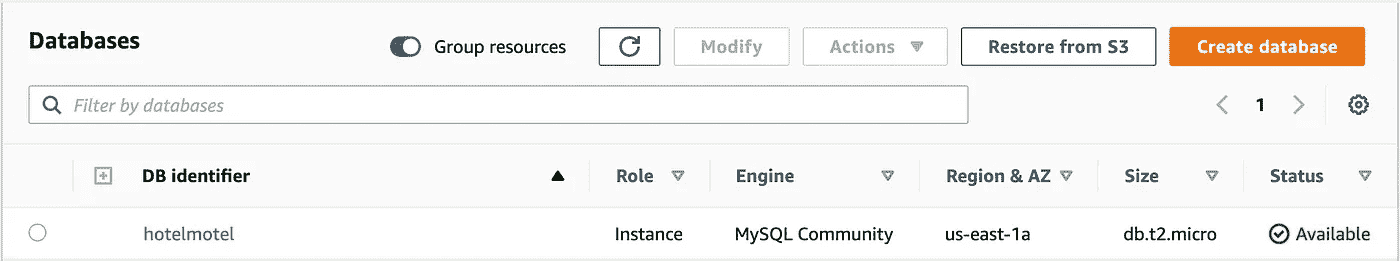 Databases
Group resources
Modify
Actions
Restore from S3
Create database
Filter by databases
1
DB identifier Role Engine Region & AZ Size Status
hotelmotel Instance MySQL Community us-east-1a db.t2.micro Available